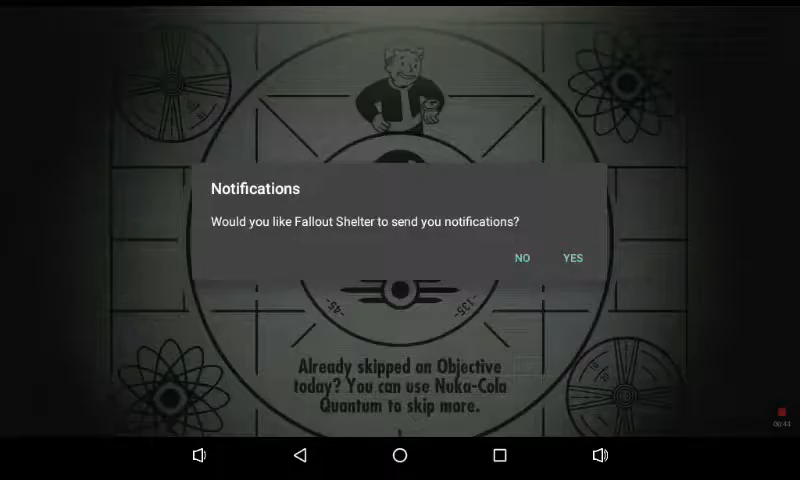 Notifications
Would you like Fallout Shelter to send you notifications?
NO YES
-45-
-135-
Already skipped an Objective
today? You can use Nuka-Cola
Quantum to skip more.
00:44